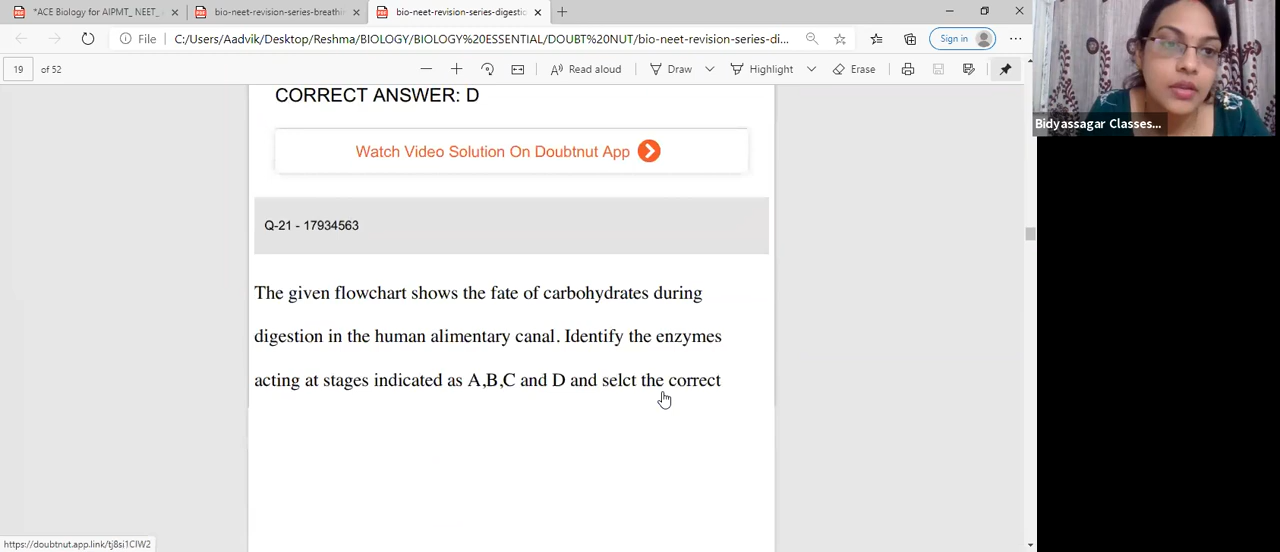 *ACE Biology for AIPMT_ NEET_
bio-neet-revision-series-breathi
bio-neet-revision-series-digestio
File
C:/Users/Aadvik/Desktop/Reshma/BIOLOGY/BIOLOGY%20ESSENTIAL/DOUBT%20NUT/bio-neet-revision-series-di...
Sign in
19
of 52
Read aloud
Draw
Highlight
Erase
Bidyassagar Classes...
CORRECT ANSWER: D
Watch Video Solution On Doubtnut App
Q-21 - 17934563
The given flowchart shows the fate of carbohydrates during
digestion in the human alimentary canal. Identify the enzymes
acting at stages indicated as A,B,C and D and selct the correct
https://doubtnut.app.link/tj8si1ClW2